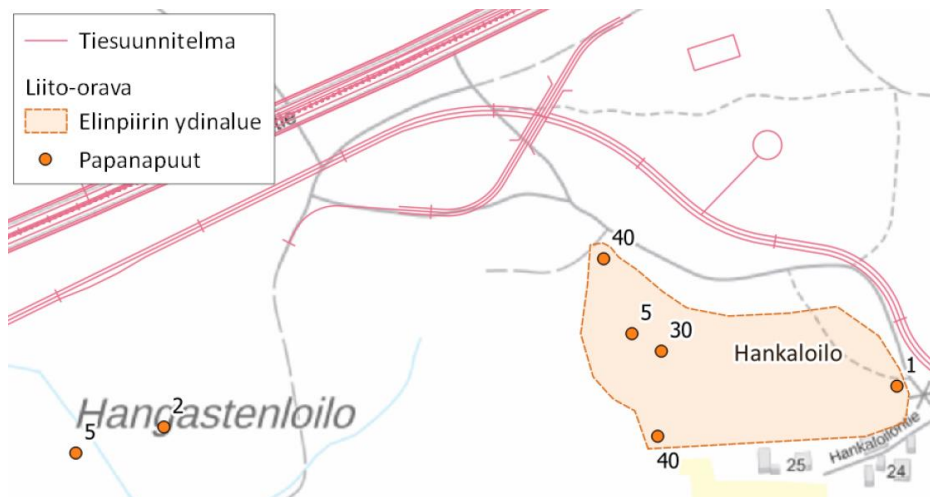 Tiesuunnitelma
Liito-orava
Elinpiirin ydinalue
Papanapuut
40
5
30
Hankaloilo
1
Hangastenloilo
2
5
40
Hankaloilontie
25
24